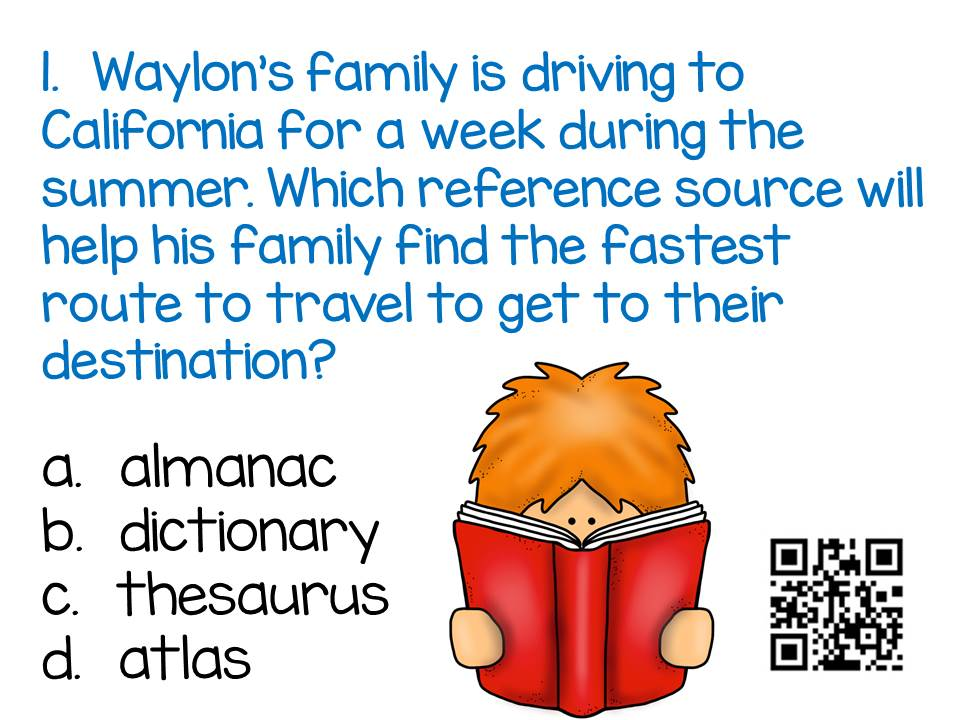 1. Waylon's family is driving to
California for a week during the
summer. Which reference source will
help his family find the fastest
route to travel to get to their
destination?
a. almanac
b. dictionary
c. thesaurus
d. atlas